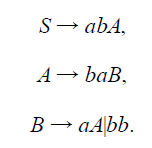 S → abA,
A → baB,
B → aA|bb.